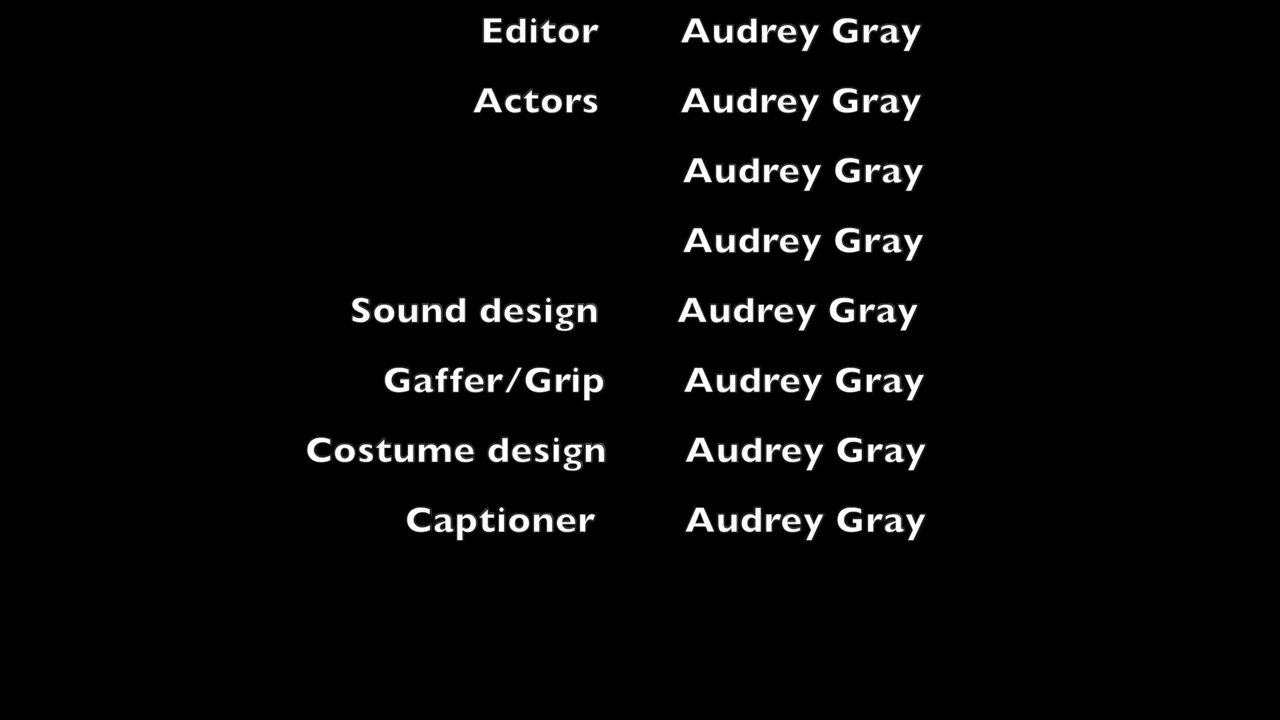 Editor Audrey Gray
Actors Audrey Gray
Audrey Gray
Audrey Gray
Sound design Audrey Gray
Gaffer/Grip Audrey Gray
Costume design Audrey Gray
Captioner Audrey Gray